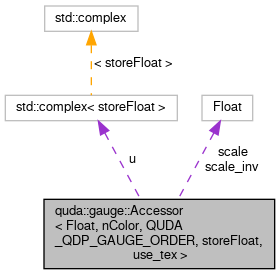 std::complex
< storeFloat >
std::complex< storeFloat >
Float
u
scale
scale_inv
quda::gauge::Accessor
< Float, nColor, QUDA
_QDP_GAUGE_ORDER, storeFloat,
use_tex >